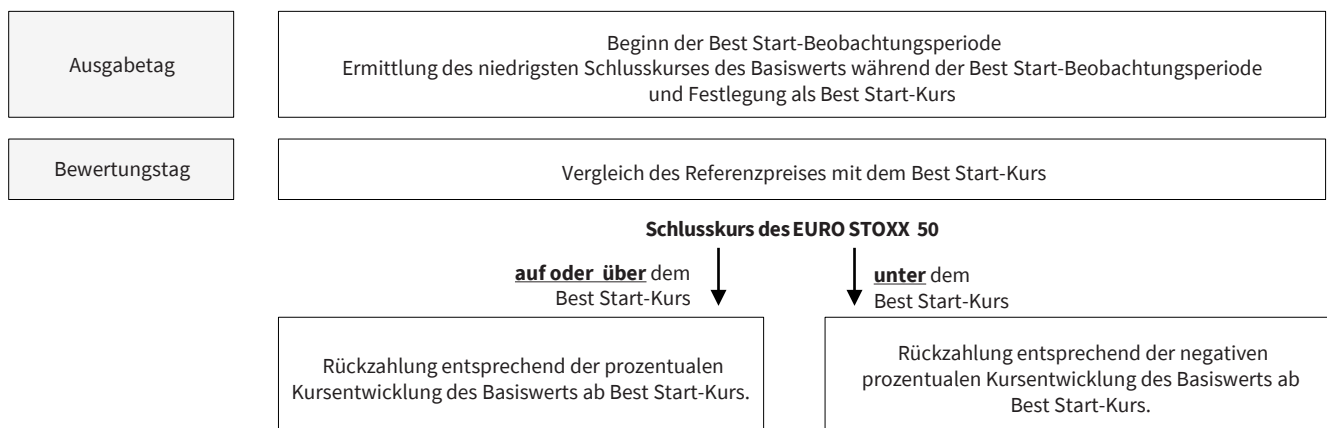 Ausgabetag
Beginn der Best Start-Beobachtungsperiode
Ermittlung des niedrigsten Schlusskurses des Basiswerts während der Best Start-Beobachtungsperiode
und Festlegung als Best Start-Kurs
Bewertungstag
Vergleich des Referenzpreises mit dem Best Start-Kurs
Schlusskurs des EURO STOXX 50
auf oder über dem
Best Start-Kurs
unter dem
Best Start-Kurs
Rückzahlung entsprechend der prozentualen
Kursentwicklung des Basiswerts ab Best Start-Kurs.
Rückzahlung entsprechend der negativen
prozentualen Kursentwicklung des Basiswerts ab
Best Start-Kurs.